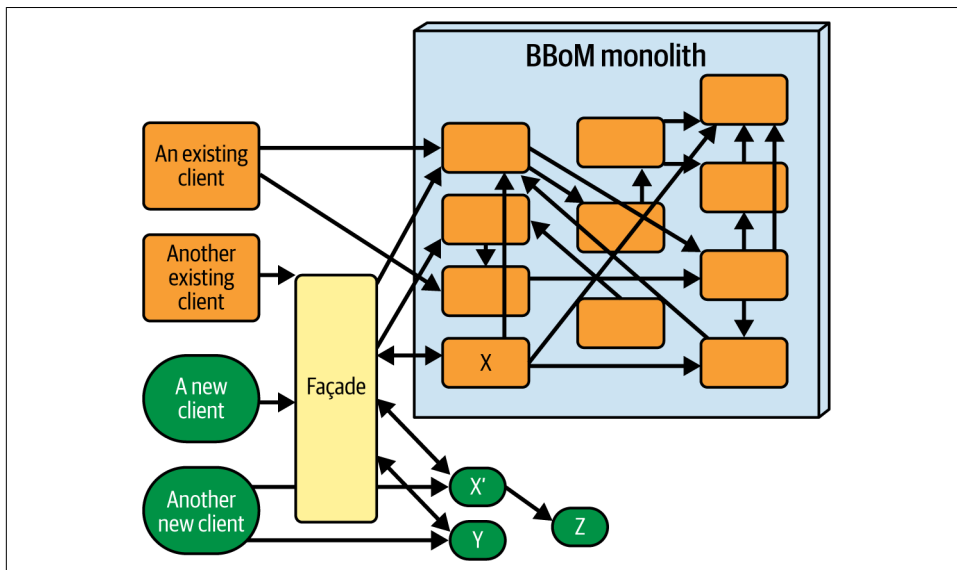 BBoM monolith
An existing
client
Another
existing
client
A new
client
Another
new client
Façade
X
X′
Y
Z